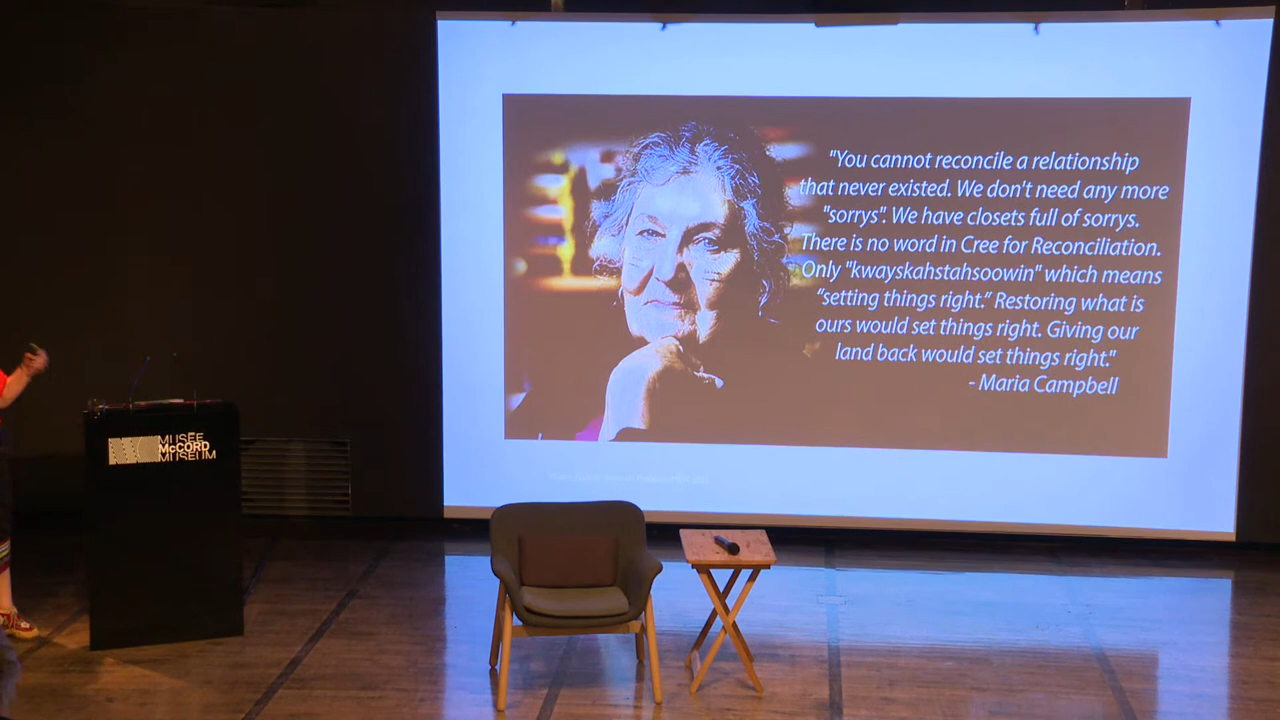 "You cannot reconcile a relationship
that never existed. We don't need any more
"sorrys". We have closets full of sorrys.
There is no word in Cree for Reconciliation.
Only "kwayskahstahsoowin" which means
“setting things right.” Restoring what is
ours would set things right. Giving our
land back would set things right."
- Maria Campbell
MUSÉE
McCORD
MUSEUM